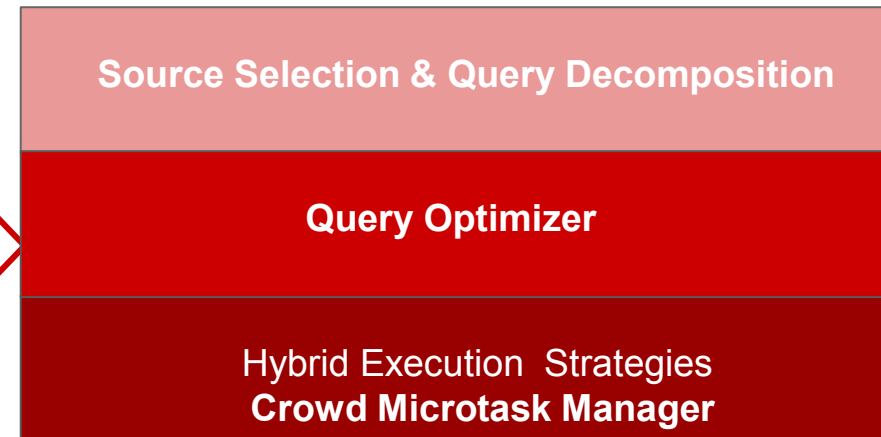 Source Selection & Query Decomposition
Query Optimizer
Hybrid Execution  Strategies
Crowd Microtask Manager